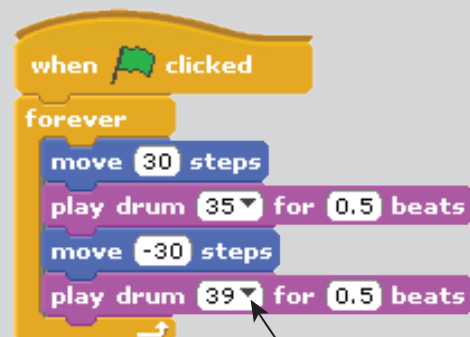 when clicked
forever
move 30 steps
play drum 35 for 0.5 beats
move -30 steps
play drum 39 for 0.5 beats